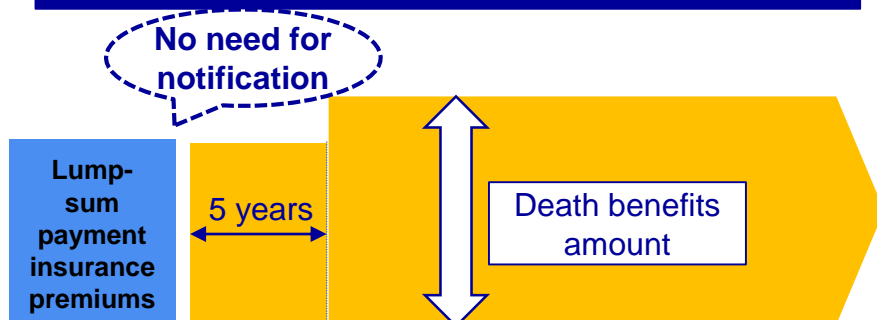 No need for
notification
Lump-
sum
payment
insurance
premiums
5 years
Death benefits
amount